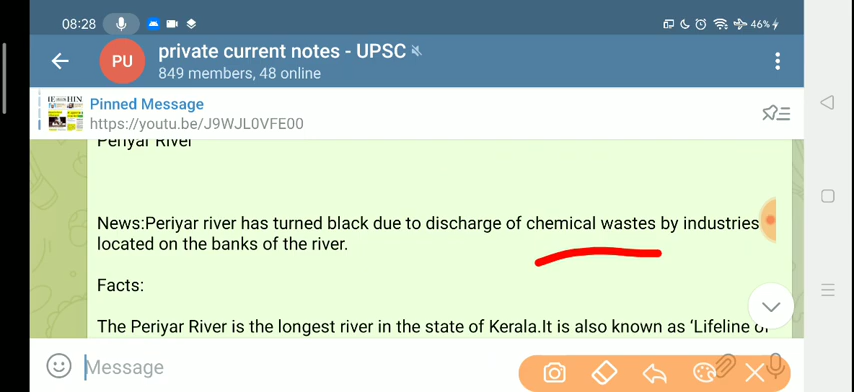 08:28
46%
PU
private current notes - UPSC
849 members, 48 online
Pinned Message
https://youtu.be/J9WJL0VFE00
Periyar River
News:Periyar river has turned black due to discharge of chemical wastes by industries
located on the banks of the river.
Facts:
The Periyar River is the longest river in the state of Kerala.It is also known as ‘Lifeline of
Message